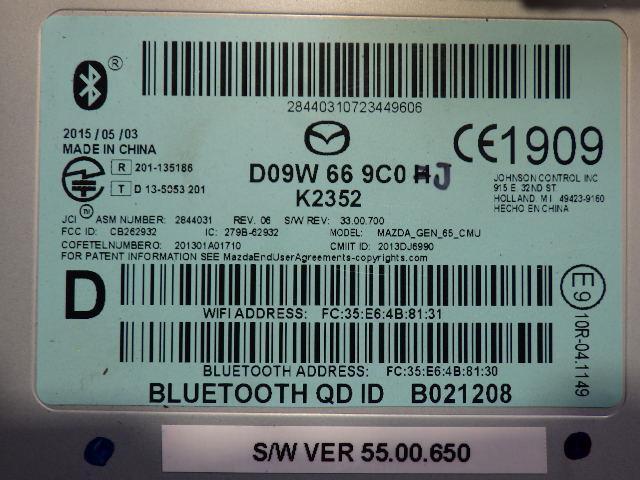 ®
28440310723449606
2015/05/03
MADE IN CHINA
R 201-135186
T D 13-5053 201
D09W 66 9C0 J
K2352
CE1909
JOHNSON CONTROL INC
915 E. 32ND ST.
HOLLAND. M I 49423-9160
HECHO EN CHINA
JCI™ ASM NUMBER: 2844031 REV. 06 S/W REV: 33.00.700
FCC ID: CB262932 IC: 279B-62932 MODEL: MAZDA_GEN_65_CMU
COFETELNUMBERO: 201301A01710 CMIIT ID: 2013DJ6990
FOR PATENT INFORMATION SEE MazdaEndUserAgreements-copyrights.com
D
WIFI ADDRESS: FC:35:E6:4B:81:31
BLUETOOTH ADDRESS: FC:35:E6:4B:81:30
BLUETOOTH QD ID B021208
E9
10R-04.1149
S/W VER 55.00.650